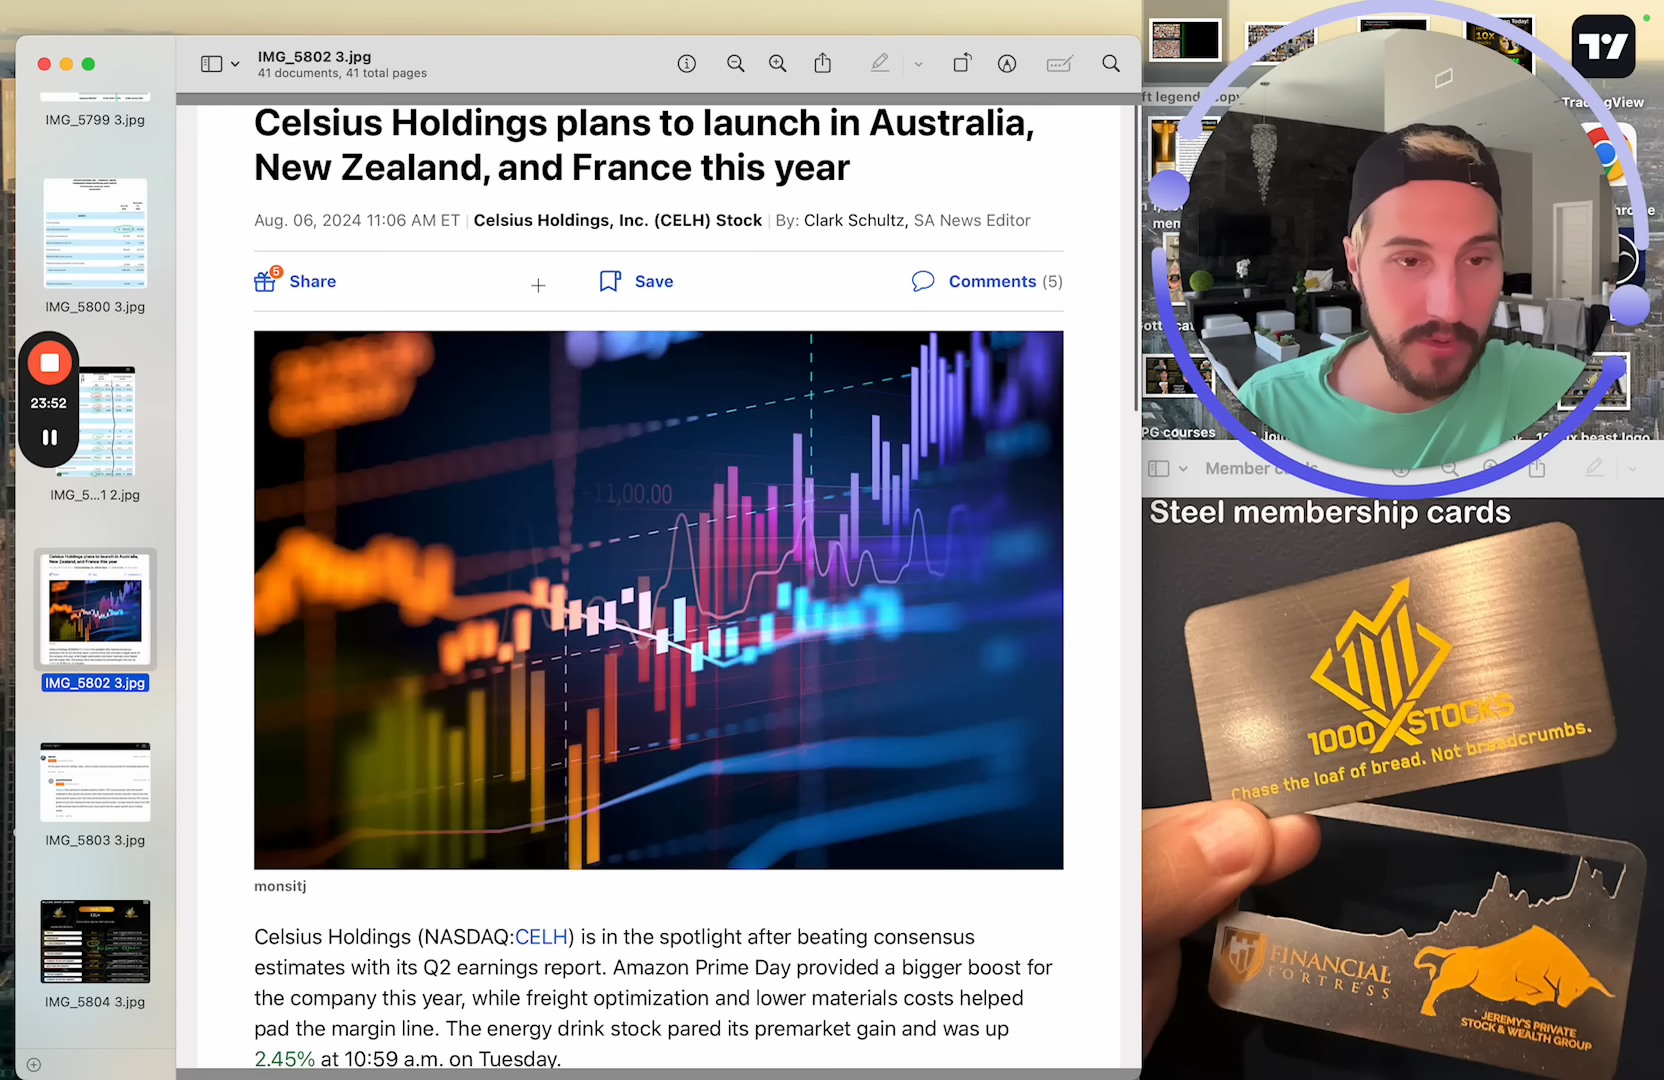 IMG_5802 3.jpg
41 documents, 41 total pages
IMG_5799 3.jpg
IMG_5800 3.jpg
23:52
IMG_5...1 2.jpg
IMG_5802 3.jpg
IMG_5803 3.jpg
IMG_5804 3.jpg
Celsius Holdings plans to launch in Australia,
New Zealand, and France this year
Aug. 06, 2024 11:06 AM ET | Celsius Holdings, Inc. (CELH) Stock | By: Clark Schultz, SA News Editor
5
Share
Save
Comments (5)
+11,00.00
monsitj
Celsius Holdings (NASDAQ:CELH) is in the spotlight after beating consensus
estimates with its Q2 earnings report. Amazon Prime Day provided a bigger boost for
the company this year, while freight optimization and lower materials costs helped
pad the margin line. The energy drink stock pared its premarket gain and was up
2.45% at 10:59 a.m. on Tuesday.
TradingView
PG courses
Steel membership cards
1000X STOCKS
Chase the loaf of bread. Not breadcrumbs.
FINANCIAL
FORTRESS
JEREMY'S PRIVATE
STOCK & WEALTH GROUP